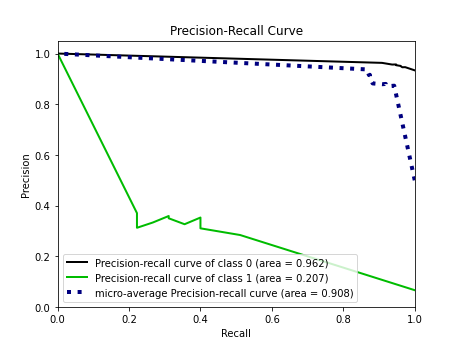 Precision-Recall Curve
1.0
0.8
0.6
0.4
0.2
0.0
Precision
Precision-recall curve of class 0 (area = 0.962)
Precision-recall curve of class 1 (area = 0.207)
micro-average Precision-recall curve (area = 0.908)
0.0 0.2 0.4 0.6 0.8 1.0
Recall